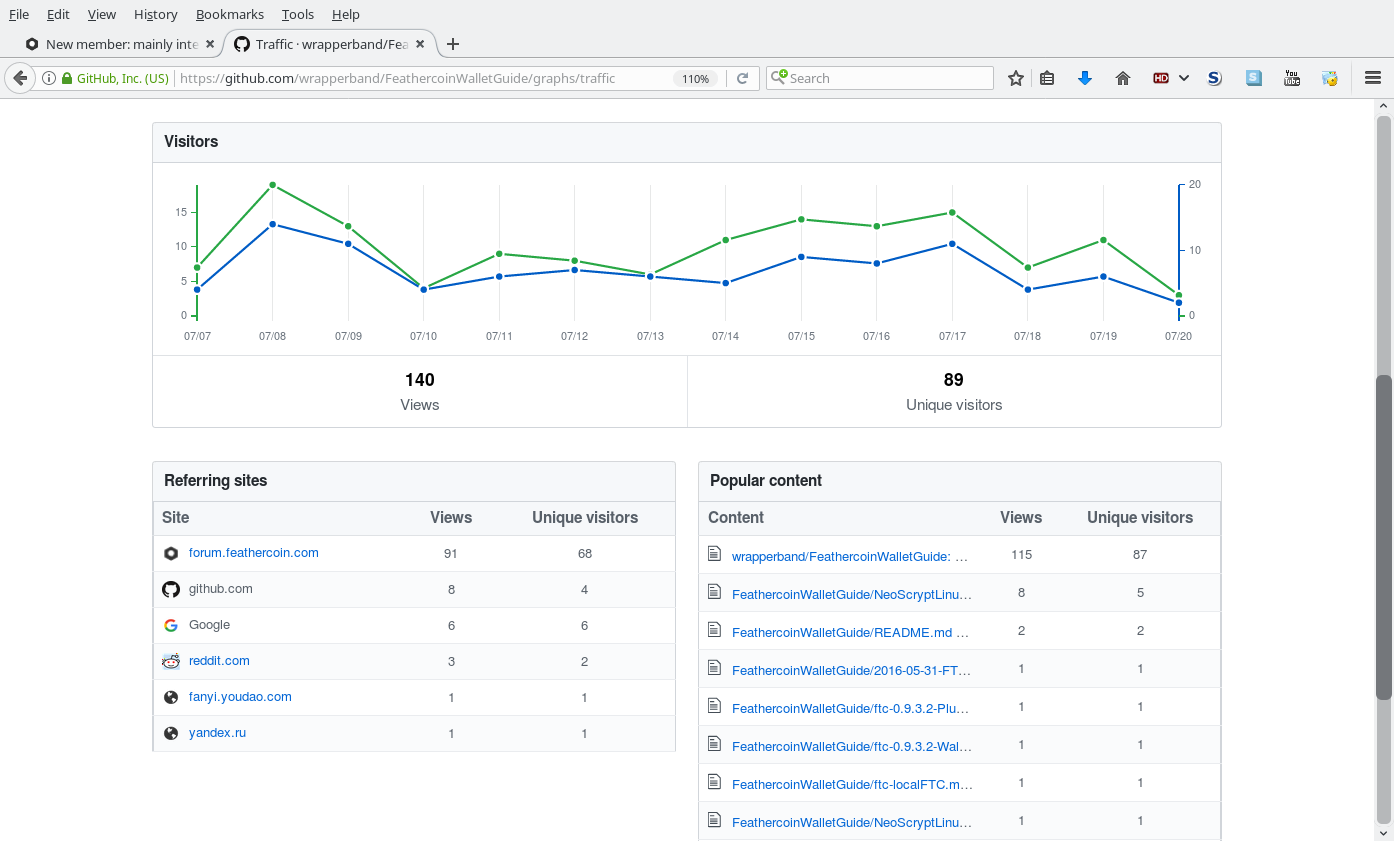 File Edit View History Bookmarks Tools Help
New member: mainly inte
Traffic · wrapperband/Fea
GitHub, Inc. (US) https://github.com/wrapperband/FeathercoinWalletGuide/graphs/traffic 110% Search HD S S You Tube
Visitors
15
10
5
0
20
10
0
07/07 07/08 07/09 07/10 07/11 07/12 07/13 07/14 07/15 07/16 07/17 07/18 07/19 07/20
140
Views
89
Unique visitors
Referring sites
Site Views Unique visitors
forum.feathercoin.com 91 68
github.com 8 4
Google 6 6
reddit.com 3 2
fanyi.youdao.com 1 1
yandex.ru 1 1
Popular content
Content Views Unique visitors
wrapperband/FeathercoinWalletGuide: … 115 87
FeathercoinWalletGuide/NeoScryptLinu… 8 5
FeathercoinWalletGuide/README.md … 2 2
FeathercoinWalletGuide/2016-05-31-FT… 1 1
FeathercoinWalletGuide/ftc-0.9.3.2-Plu… 1 1
FeathercoinWalletGuide/ftc-0.9.3.2-Wal… 1 1
FeathercoinWalletGuide/ftc-localFTC.m… 1 1
FeathercoinWalletGuide/NeoScryptLinu… 1 1